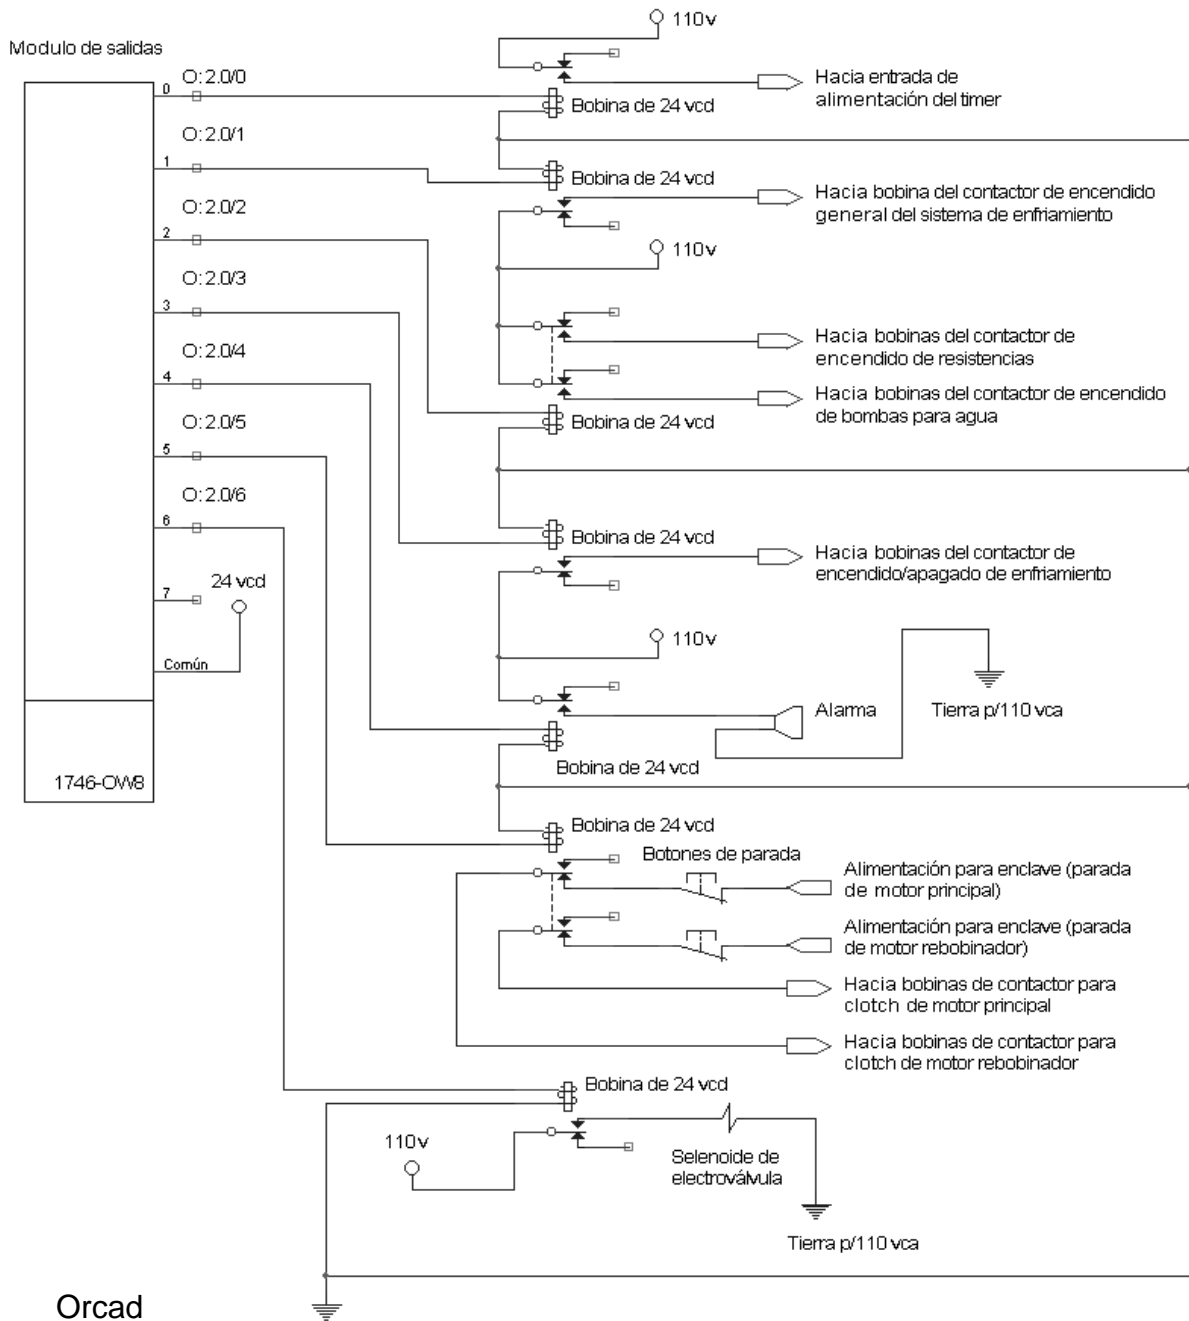 110v
Modulo de salidas
O:2.0/0
0
Hacia entrada de
alimentación del timer
Bobina de 24 vcd
O:2.0/1
1
Bobina de 24 vcd
Hacia bobina del contactor de encendido
general del sistema de enfriamiento
O:2.0/2
2
110v
O:2.0/3
3
Hacia bobinas del contactor de
encendido de resistencias
O:2.0/4
4
Hacia bobinas del contactor de encendido
de bombas para agua
Bobina de 24 vcd
O:2.0/5
5
O:2.0/6
6
Bobina de 24 vcd
Hacia bobinas del contactor de
encendido/apagado de enfriamiento
7
24 vcd
110v
Común
Alarma
Tierra p/110 vca
Bobina de 24 vcd
1746-OW8
Bobina de 24 vcd
Botones de parada
Alimentación para enclave (parada
de motor principal)
Alimentación para enclave (parada
de motor rebobinador)
Hacia bobinas de contactor para
clotch de motor principal
Hacia bobinas de contactor para
clotch de motor rebobinador
Bobina de 24 vcd
110v
Selenoide de
electroválvula
Tierra p/110 vca
Orcad